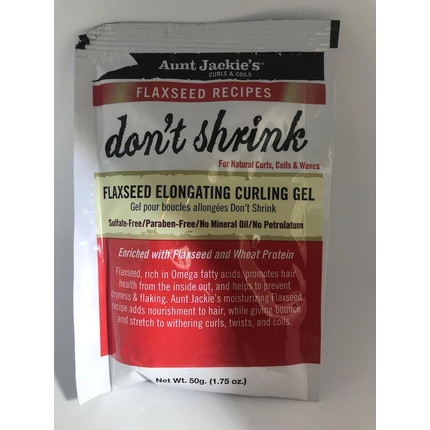 Aunt Jackie's™
CURLS & COILS
FLAXSEED RECIPES
don't shrink
For Natural Curls, Coils & Waves
FLAXSEED ELONGATING CURLING GEL
Gel pour boucles allongées Don't Shrink
Sulfate-Free/Paraben-Free/No Mineral Oil/No Petrolatum
Enriched with Flaxseed and Wheat Protein
Flaxseed, rich in Omega fatty acids, promotes hair
health from the inside out, and helps to prevent
dryness & flaking. Aunt Jackie's moisturizing Flaxseed
recipe adds nourishment to hair, while giving bounce
and stretch to withering curls, twists, and coils.
Net Wt. 50g. (1.75 oz.)